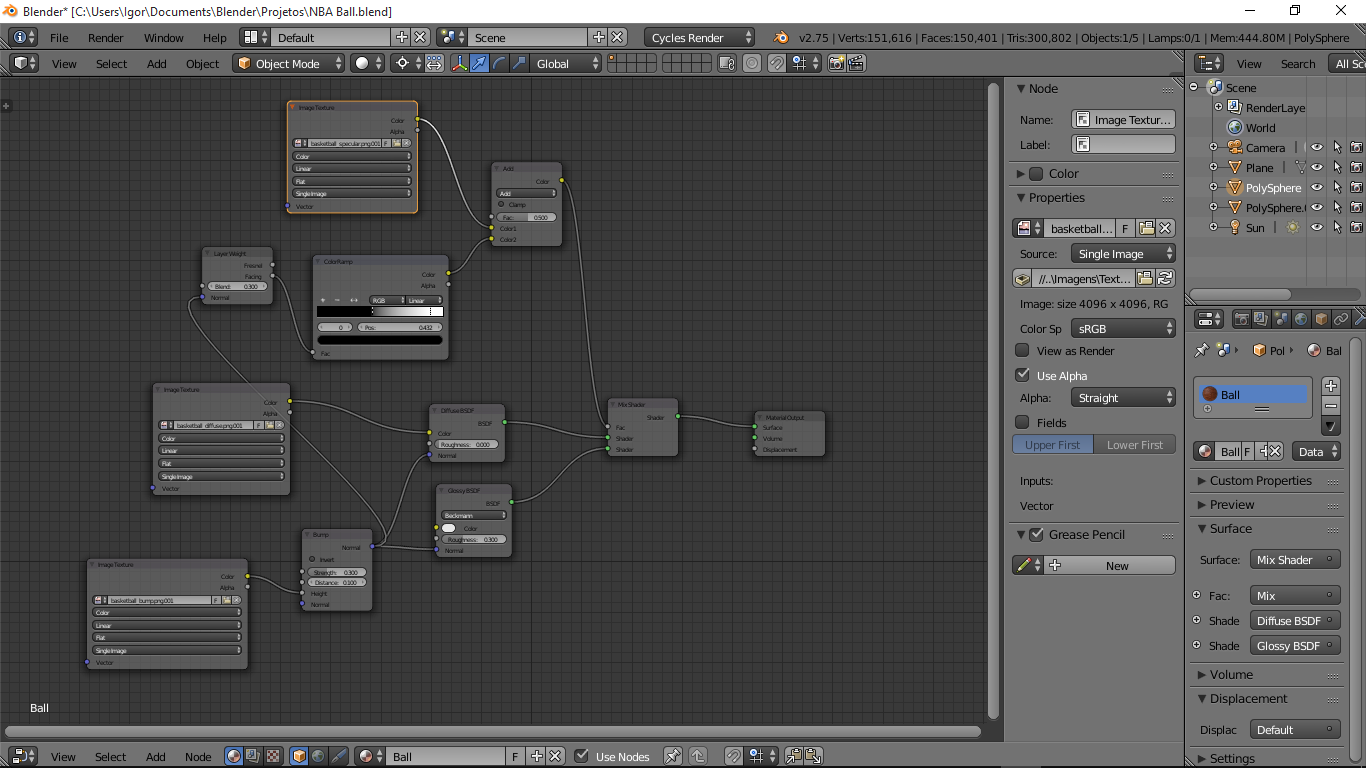 Blender* [C:\Users\Igor\Documents\Blender\Projetos\NBA Ball.blend]
File Render Window Help Default Scene Cycles Render v2.75 | Verts:151,616 | Faces:150,401 | Tris:300,802 | Objects:1/5 | Lamps:0/1 | Mem:444.80M | PolySphere
View Select Add Object Object Mode Global
View Search All Sc
Image Texture
Color
Alpha
basketball_specular.png.001 F
Color
Linear
Flat
Single Image
Vector
Add
Color
Add
Clamp
Fac: 0.500
Color1
Color2
Layer Weight
Fresnel
Facing
Blend: 0.300
Normal
ColorRamp
Color
Alpha
RGB Linear
0 Pos: 0.432
Fac
Image Texture
Color
Alpha
basketball_diffuse.png.001 F
Color
Linear
Flat
Single Image
Vector
Diffuse BSDF
BSDF
Color
Roughness: 0.000
Normal
Mix Shader
Shader
Fac
Shader
Shader
Material Output
Surface
Volume
Displacement
Glossy BSDF
BSDF
Beckmann
Color
Roughness: 0.300
Normal
Bump
Normal
Invert
Strength: 0.300
Distance: 0.100
Height
Normal
Image Texture
Color
Alpha
basketball_bump.png.001 F
Color
Linear
Flat
Single Image
Vector
Ball
Node
Name: Image Textur...
Label:
Color
Properties
basketball... F
Source: Single Image
//..\Imagens\Text...
Image: size 4096 x 4096, RG
Color Sp sRGB
View as Render
Use Alpha
Alpha: Straight
Fields
Upper First Lower First
Inputs:
Vector
Grease Pencil
New
Scene
RenderLaye
World
Camera
Plane
PolySphere
PolySphere.
Sun
Pol Ball
Ball
Ball F Data
Custom Properties
Preview
Surface
Surface: Mix Shader
Fac: Mix
Shade Diffuse BSDF
Shade Glossy BSDF
Volume
Displacement
Displac Default
Settings
View Select Add Node Ball F Use Nodes